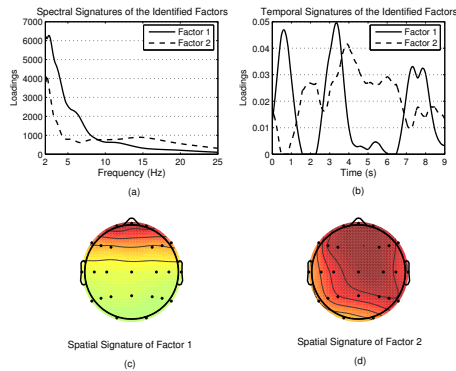 Spectral Signatures of the Identified Factors
7000
6000
5000
4000
3000
2000
1000
0
Loadings
Factor 1
Factor 2
2
5
10
15
20
25
Frequency (Hz)
(a)
Temporal Signatures of the Identified Factors
0.05
0.04
0.03
0.02
0.01
0
Loadings
Factor 1
Factor 2
0
1
2
3
4
5
6
7
8
9
Time (s)
(b)
Spatial Signature of Factor 1
(c)
Spatial Signature of Factor 2
(d)